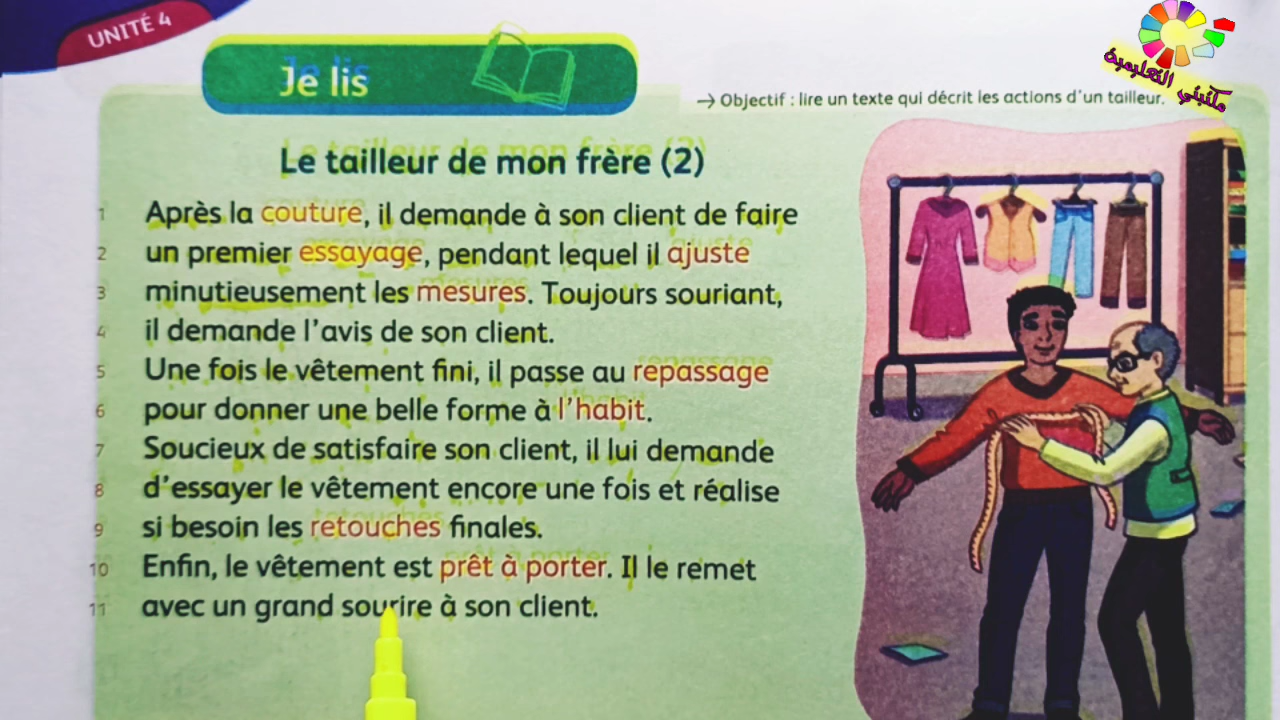 UNITÉ 4
Je lis
→ Objectif : lire un texte qui décrit les actions d'un tailleur.
مكتبتي التعليمية
Le tailleur de mon frère (2)
1 Après la couture, il demande à son client de faire
2 un premier essayage, pendant lequel il ajuste
3 minutieusement les mesures. Toujours souriant,
4 il demande l'avis de son client.
5 Une fois le vêtement fini, il passe au repassage
6 pour donner une belle forme à l'habit.
7 Soucieux de satisfaire son client, il lui demande
8 d'essayer le vêtement encore une fois et réalise
9 si besoin les retouches finales.
10 Enfin, le vêtement est prêt à porter. Il le remet
11 avec un grand sourire à son client.